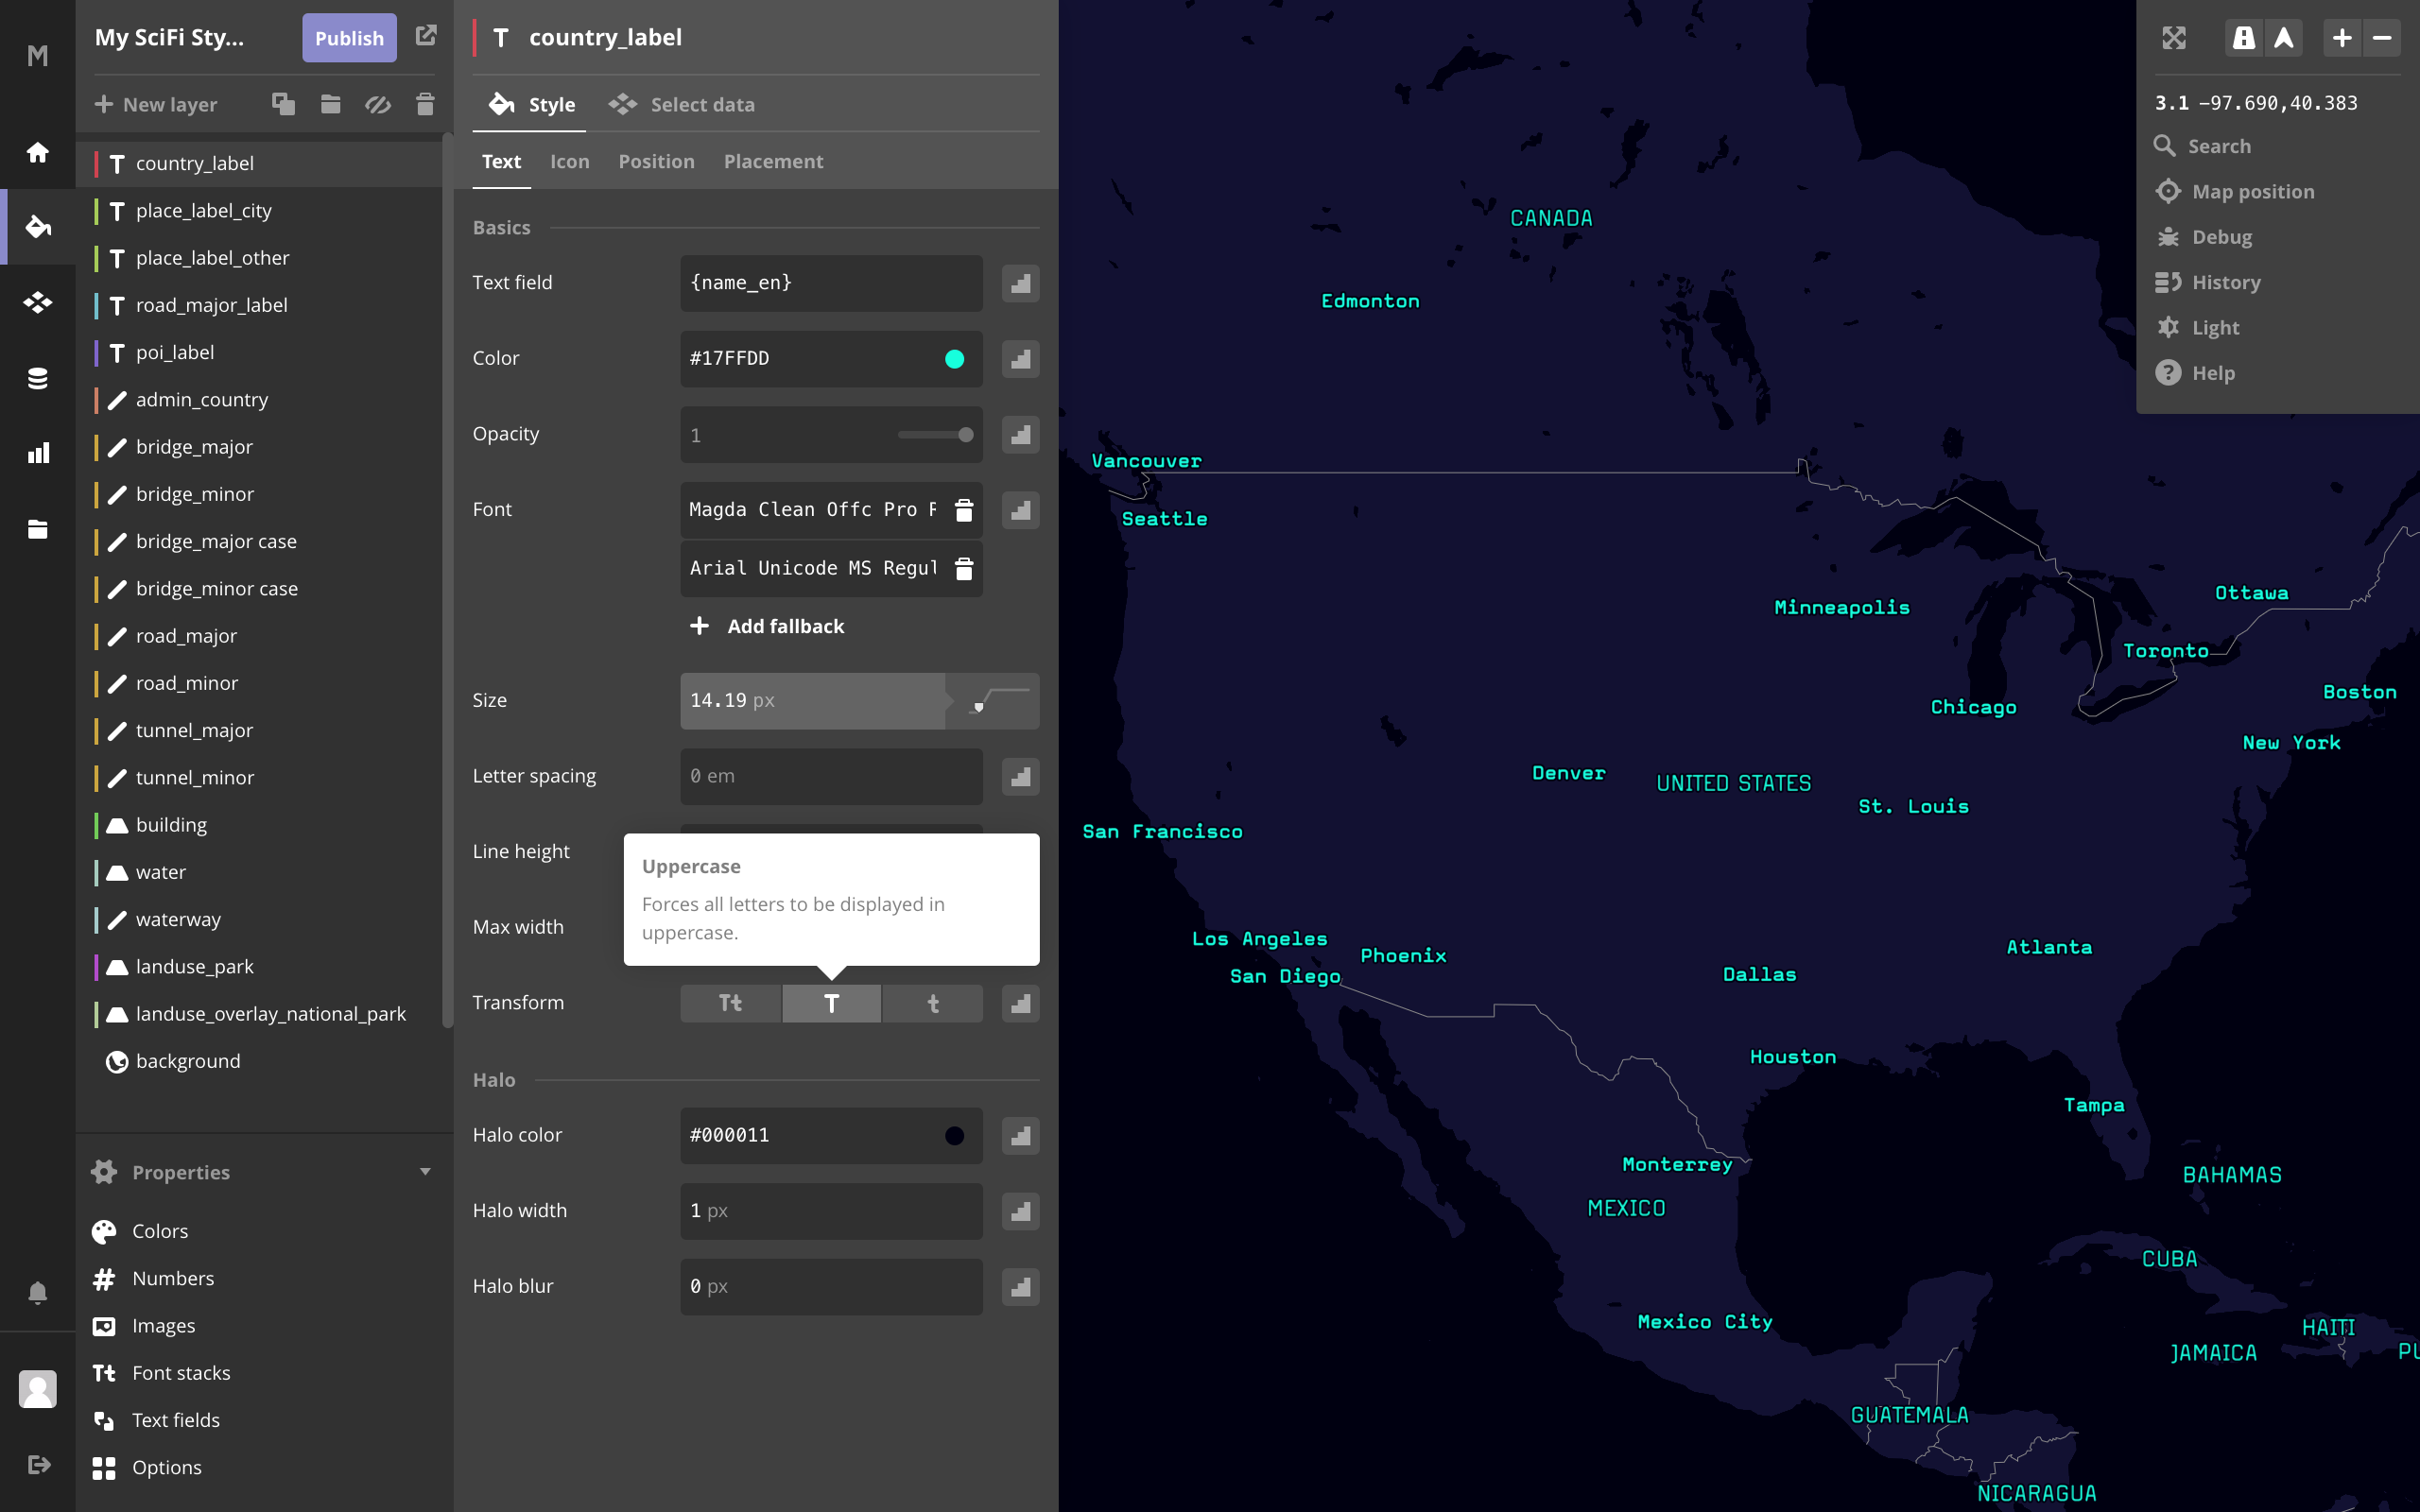 M
My SciFi Sty...
Publish
New layer
country_label
place_label_city
place_label_other
road_major_label
poi_label
admin_country
bridge_major
bridge_minor
bridge_major case
bridge_minor case
road_major
road_minor
tunnel_major
tunnel_minor
building
water
waterway
landuse_park
landuse_overlay_national_park
background
Properties
Colors
Numbers
Images
Font stacks
Text fields
Options
country_label
Style
Select data
Text
Icon
Position
Placement
Basics
Text field
{name_en}
Color
#17FFDD
Opacity
1
Font
Magda Clean Offc Pro
Arial Unicode MS Regul
Add fallback
Size
14.19 px
Letter spacing
0 em
Line height
Uppercase
Forces all letters to be displayed in
uppercase.
Max width
Transform
Tt
T
t
Halo
Halo color
#000011
Halo width
1 px
Halo blur
0 px
3.1 -97.690,40.383
Search
Map position
Debug
History
Light
Help
CANADA
Edmonton
Vancouver
Seattle
Minneapolis
Ottawa
Toronto
Boston
Chicago
New York
Denver
UNITED STATES
St. Louis
San Francisco
Los Angeles
Phoenix
San Diego
Dallas
Atlanta
Houston
Tampa
Monterrey
MEXICO
BAHAMAS
CUBA
Mexico City
HAITI
JAMAICA
GUATEMALA
NICARAGUA